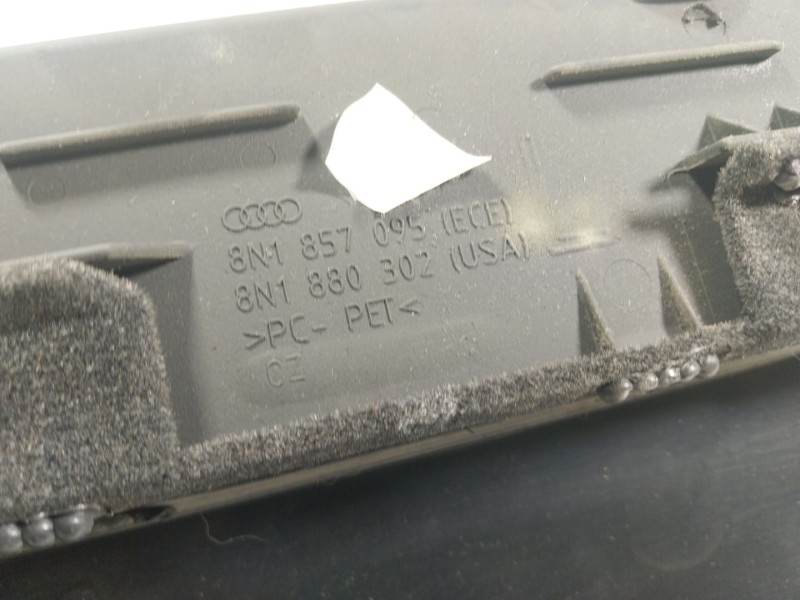 8N1 857 095 (ECE)
8N1 880 302 (USA)
>PC- PET<
CZ